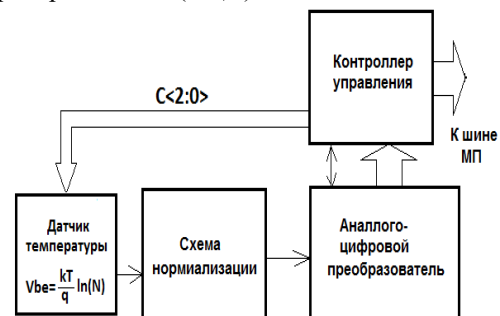 Контроллер
управления
C<2:0>
К шине
МП
Датчик
температуры
Vbe= kT/q ln(N)
Схема
нормиализации
Аналлого-
цифровой
преобразователь